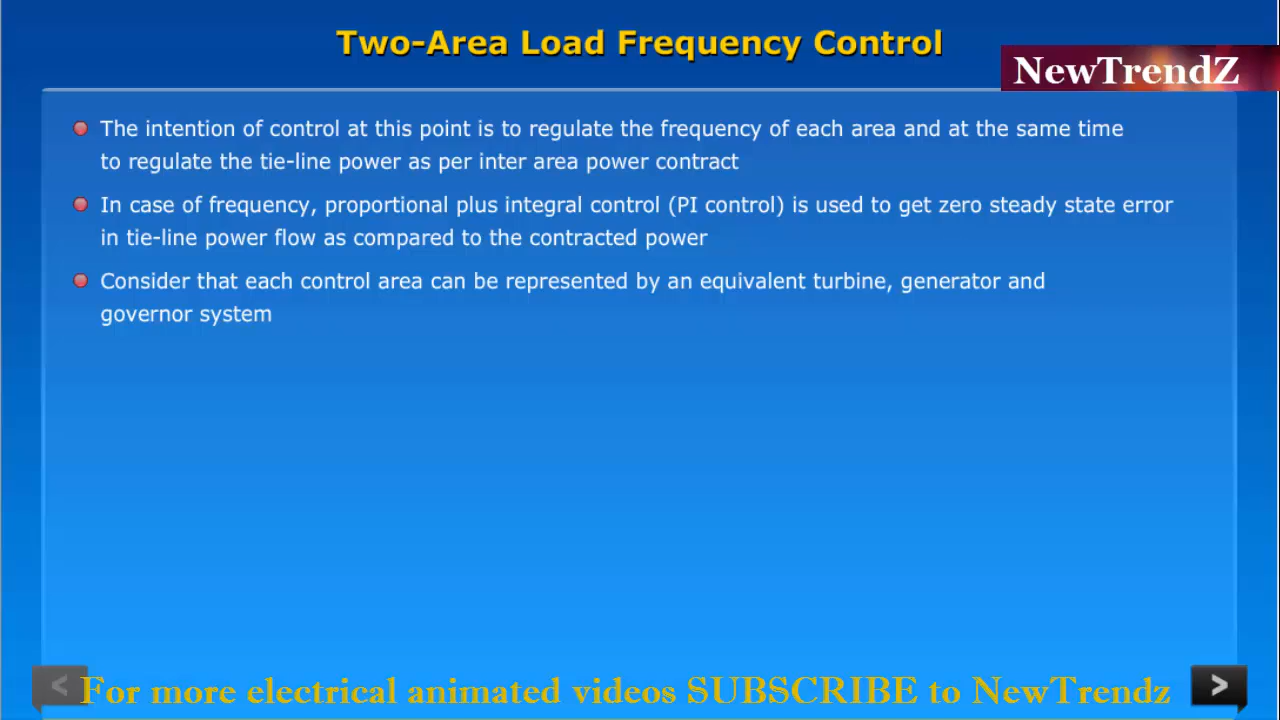 Two-Area Load Frequency Control
NewTrendZ
The intention of control at this point is to regulate the frequency of each area and at the same time
to regulate the tie-line power as per inter area power contract
In case of frequency, proportional plus integral control (PI control) is used to get zero steady state error
in tie-line power flow as compared to the contracted power
Consider that each control area can be represented by an equivalent turbine, generator and
governor system
< For more electrical animated videos SUBSCRIBE to NewTrendz >